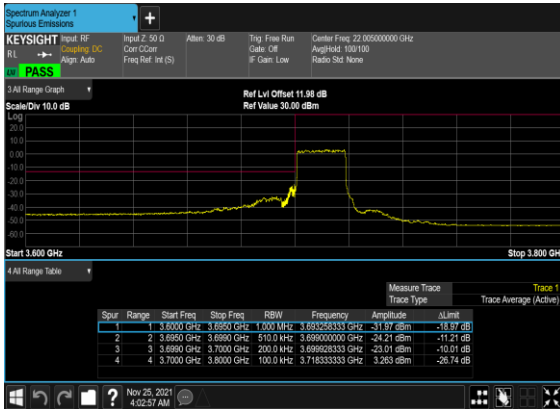 Spectrum Analyzer 1
Spurious Emissions
+
KEYSIGHT Input: RF Input Z: 50 Ω Atten: 30 dB Trig: Free Run Center Freq: 22.005000000 GHz
RL Coupling: DC Corr CCorr Gate: Off Avg|Hold: 100/100
Align: Auto Freq Ref: Int (S) IF Gain: Low Radio Std: None
PASS
3 All Range Graph Ref Lvl Offset 11.98 dB
Scale/Div 10.0 dB Ref Value 30.00 dBm
Log
20.0
10.0
0.00
-10.0
-20.0
-30.0
-40.0
-50.0
-60.0
Start 3.600 GHz Stop 3.800 GH
4 All Range Table
Measure Trace Trace 1
Trace Type Trace Average (Active)
Spur Range Start Freq Stop Freq RBW Frequency Amplitude ΔLimit
1 1 3.6000 GHz 3.6950 GHz 1.000 MHz 3.693258333 GHz -31.97 dBm -18.97 dB
2 2 3.6950 GHz 3.6990 GHz 510.0 kHz 3.699000000 GHz -24.21 dBm -11.21 dB
3 3 3.6990 GHz 3.7000 GHz 200.0 kHz 3.699928333 GHz -23.01 dBm -10.01 dB
4 4 3.7000 GHz 3.8000 GHz 100.0 kHz 3.718333333 GHz 3.263 dBm -26.74 dB
? Nov 25, 2021
4:02:57 AM